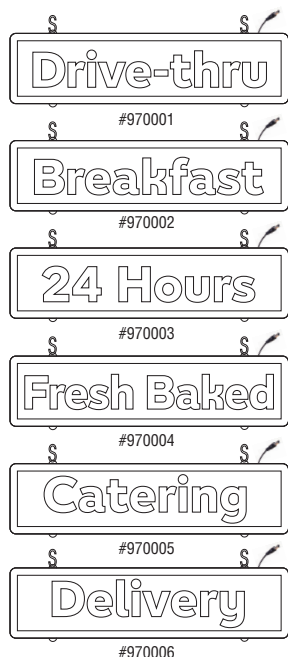 Drive-thru
#970001
Breakfast
#970002
24 Hours
#970003
Fresh Baked
#970004
Catering
#970005
Delivery
#970006